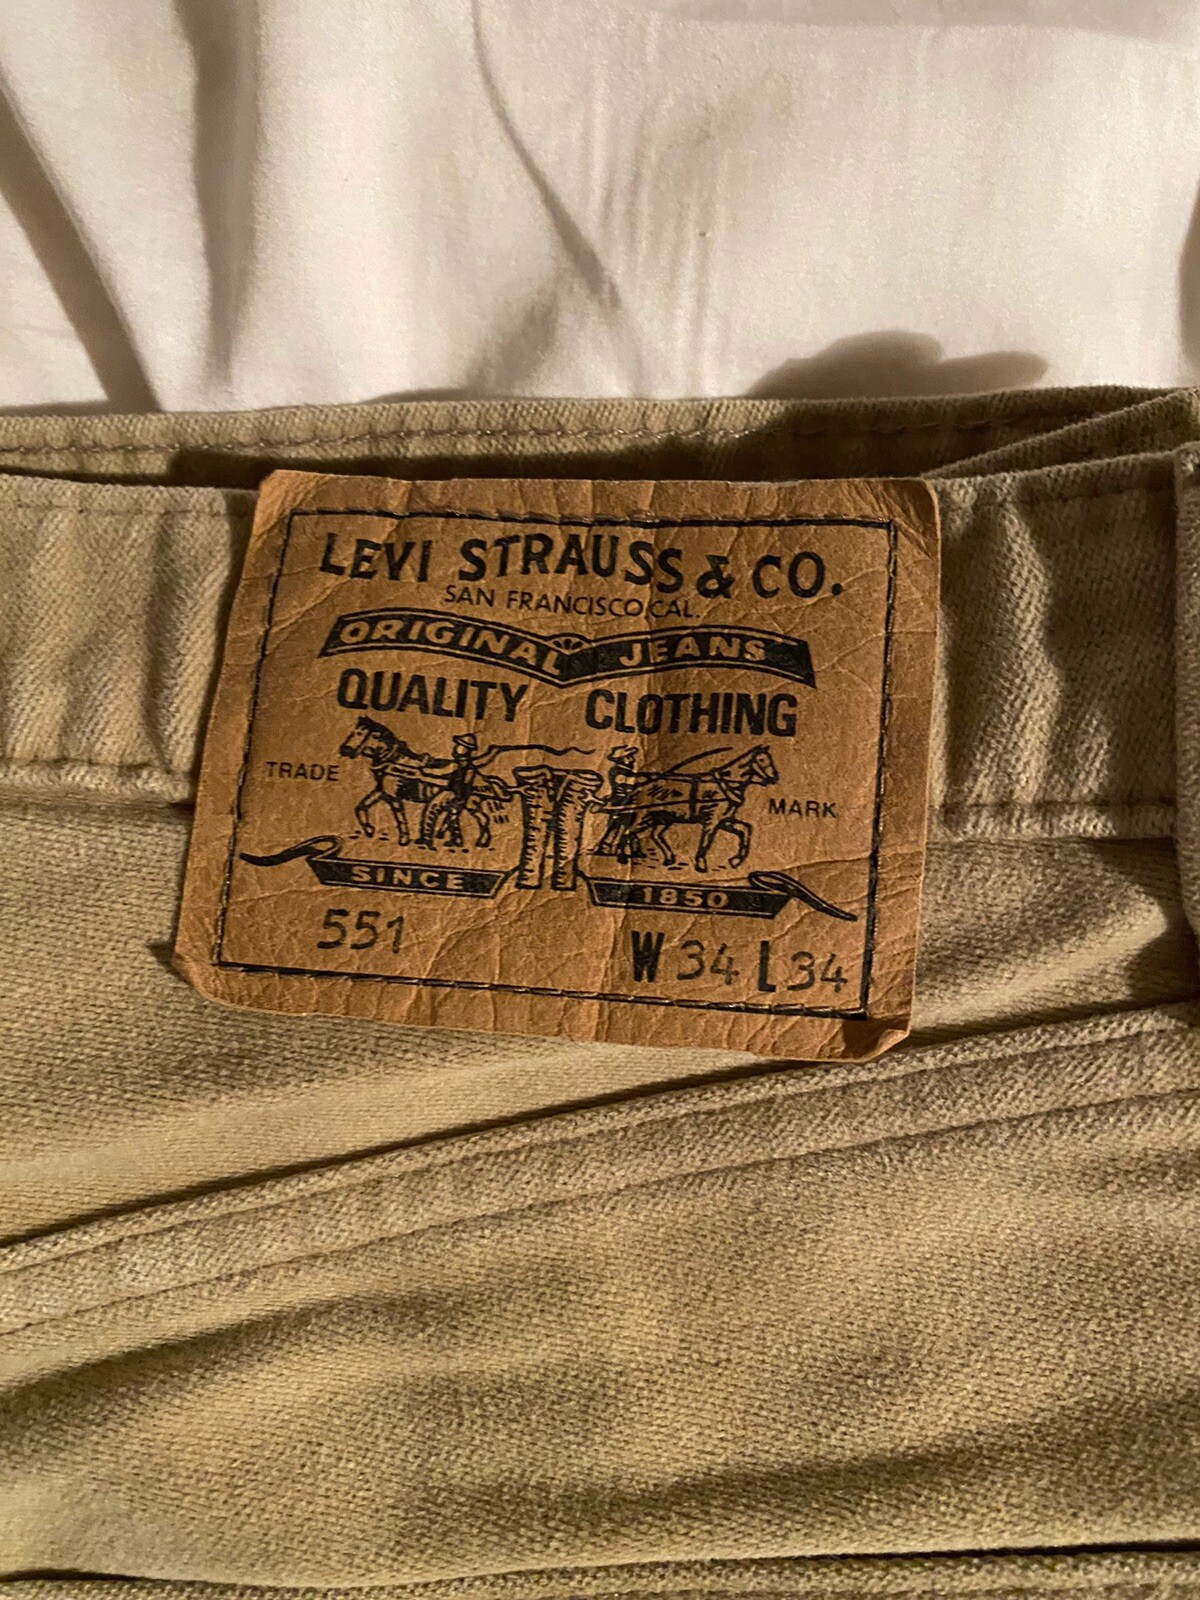 LEVI STRAUSS & CO.
SAN FRANCISCO, CAL.
ORIGINAL JEANS
QUALITY CLOTHING
TRADE MARK
SINCE 1850
551 W 34 L 34